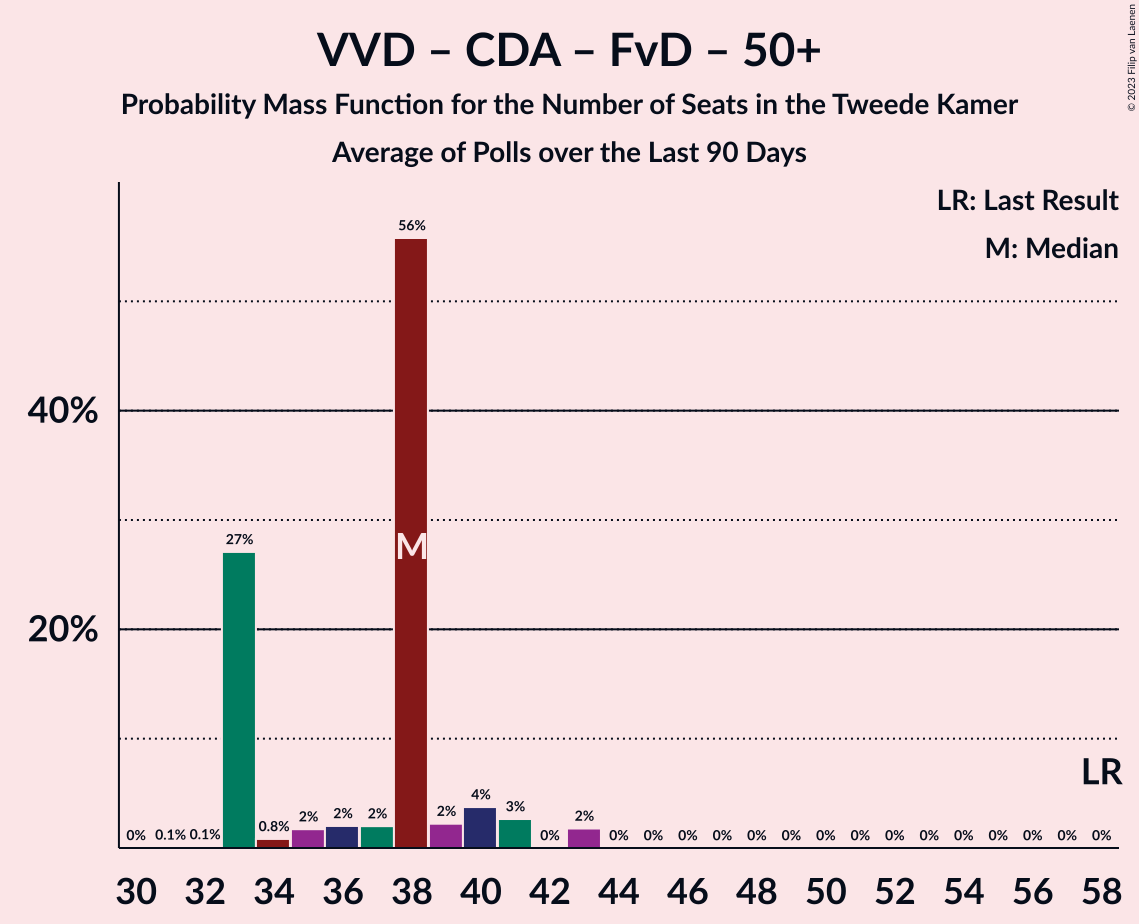 VVD – CDA – FvD – 50+
Probability Mass Function for the Number of Seats in the Tweede Kamer
Average of Polls over the Last 90 Days
© 2023 Filip van Laenen
LR: Last Result
M: Median
56%
40%
M
27%
20%
LR
0% 0.1% 0.1% 0.8% 2% 2% 2% 2% 4% 3% 0% 2% 0% 0% 0% 0% 0% 0% 0% 0% 0% 0% 0% 0% 0% 0% 0%
30 32 34 36 38 40 42 44 46 48 50 52 54 56 58